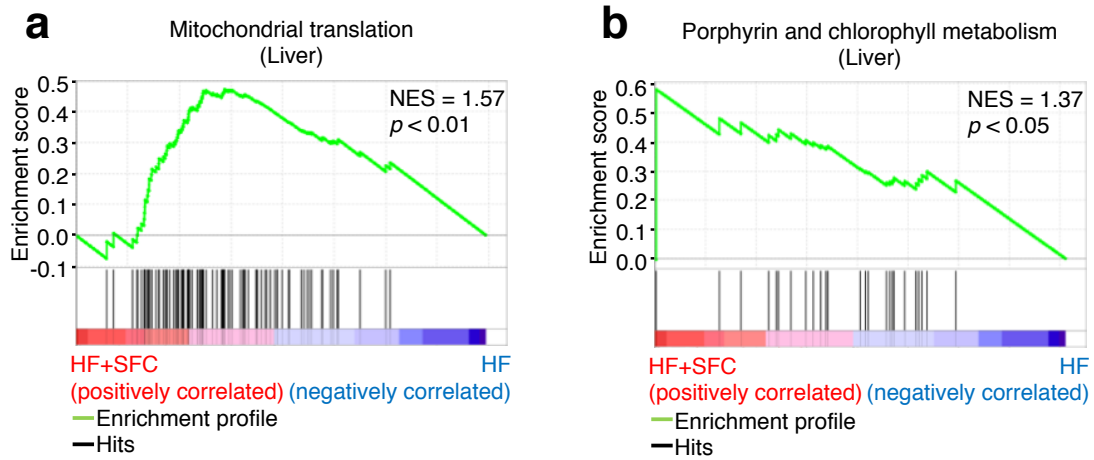 a
Mitochondrial translation
(Liver)
Enrichment score
0.5
0.4
0.3
0.2
0.1
0.0
-0.1
NES = 1.57
p < 0.01
HF+SFC
(positively correlated)
HF
(negatively correlated)
Enrichment profile
Hits
b
Porphyrin and chlorophyll metabolism
(Liver)
Enrichment score
0.6
0.5
0.4
0.3
0.2
0.1
0.0
NES = 1.37
p < 0.05
HF+SFC
(positively correlated)
HF
(negatively correlated)
Enrichment profile
Hits